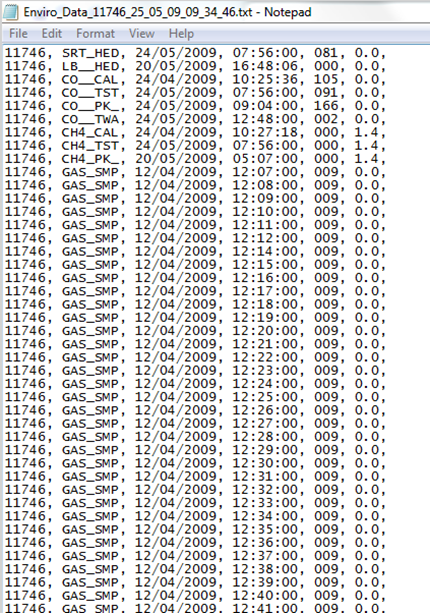 Enviro_Data_11746_25_05_09_09_34_46.txt - Notepad
File Edit Format View Help
11746, SRT_HED, 24/05/2009, 07:56:00, 081, 0.0,
11746, LB__HED, 20/05/2009, 16:48:06, 000, 0.0,
11746, CO__CAL, 24/04/2009, 10:25:36, 105, 0.0,
11746, CO__TST, 24/05/2009, 07:56:00, 091, 0.0,
11746, CO__PK_, 24/05/2009, 09:04:00, 166, 0.0,
11746, CO__TWA, 24/05/2009, 12:48:00, 002, 0.0,
11746, CH4_CAL, 24/04/2009, 10:27:18, 000, 1.4,
11746, CH4_TST, 24/05/2009, 07:56:00, 000, 1.4,
11746, CH4_PK_, 20/05/2009, 05:07:00, 000, 1.4,
11746, GAS_SMP, 12/04/2009, 12:07:00, 009, 0.0,
11746, GAS_SMP, 12/04/2009, 12:08:00, 009, 0.0,
11746, GAS_SMP, 12/04/2009, 12:09:00, 009, 0.0,
11746, GAS_SMP, 12/04/2009, 12:10:00, 009, 0.0,
11746, GAS_SMP, 12/04/2009, 12:11:00, 009, 0.0,
11746, GAS_SMP, 12/04/2009, 12:12:00, 009, 0.0,
11746, GAS_SMP, 12/04/2009, 12:14:00, 009, 0.0,
11746, GAS_SMP, 12/04/2009, 12:15:00, 009, 0.0,
11746, GAS_SMP, 12/04/2009, 12:16:00, 009, 0.0,
11746, GAS_SMP, 12/04/2009, 12:17:00, 009, 0.0,
11746, GAS_SMP, 12/04/2009, 12:18:00, 009, 0.0,
11746, GAS_SMP, 12/04/2009, 12:19:00, 009, 0.0,
11746, GAS_SMP, 12/04/2009, 12:20:00, 009, 0.0,
11746, GAS_SMP, 12/04/2009, 12:21:00, 009, 0.0,
11746, GAS_SMP, 12/04/2009, 12:22:00, 009, 0.0,
11746, GAS_SMP, 12/04/2009, 12:23:00, 009, 0.0,
11746, GAS_SMP, 12/04/2009, 12:24:00, 009, 0.0,
11746, GAS_SMP, 12/04/2009, 12:25:00, 009, 0.0,
11746, GAS_SMP, 12/04/2009, 12:26:00, 009, 0.0,
11746, GAS_SMP, 12/04/2009, 12:27:00, 009, 0.0,
11746, GAS_SMP, 12/04/2009, 12:28:00, 009, 0.0,
11746, GAS_SMP, 12/04/2009, 12:29:00, 009, 0.0,
11746, GAS_SMP, 12/04/2009, 12:30:00, 009, 0.0,
11746, GAS_SMP, 12/04/2009, 12:31:00, 009, 0.0,
11746, GAS_SMP, 12/04/2009, 12:32:00, 009, 0.0,
11746, GAS_SMP, 12/04/2009, 12:33:00, 009, 0.0,
11746, GAS_SMP, 12/04/2009, 12:34:00, 009, 0.0,
11746, GAS_SMP, 12/04/2009, 12:35:00, 009, 0.0,
11746, GAS_SMP, 12/04/2009, 12:36:00, 009, 0.0,
11746, GAS_SMP, 12/04/2009, 12:37:00, 009, 0.0,
11746, GAS_SMP, 12/04/2009, 12:38:00, 009, 0.0,
11746, GAS_SMP, 12/04/2009, 12:39:00, 009, 0.0,
11746, GAS_SMP, 12/04/2009, 12:40:00, 009, 0.0,
11746, GAS_SMP, 12/04/2009, 12:41:00, 009, 0.0,